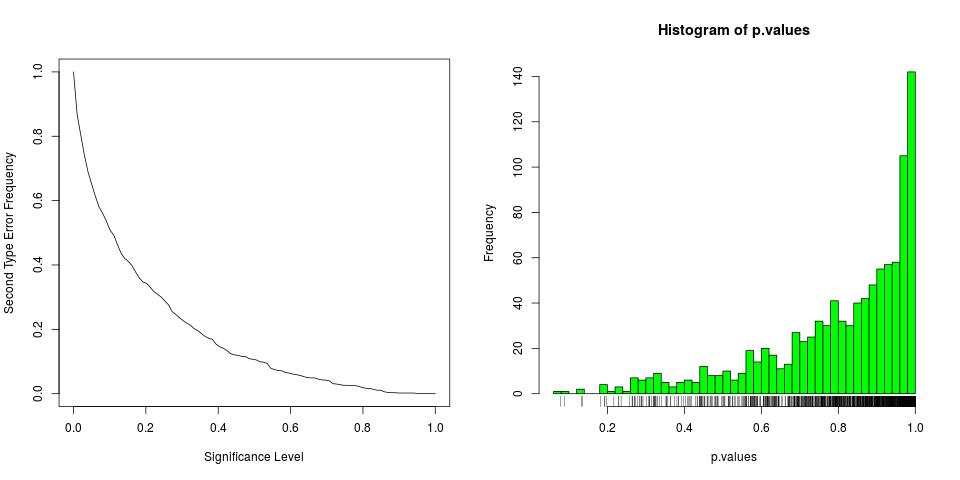 Second Type Error Frequency
1.0
0.8
0.6
0.4
0.2
0.0
0.0 0.2 0.4 0.6 0.8 1.0
Significance Level
Histogram of p.values
Frequency
140
120
100
80
60
40
20
0
0.2 0.4 0.6 0.8 1.0
p.values